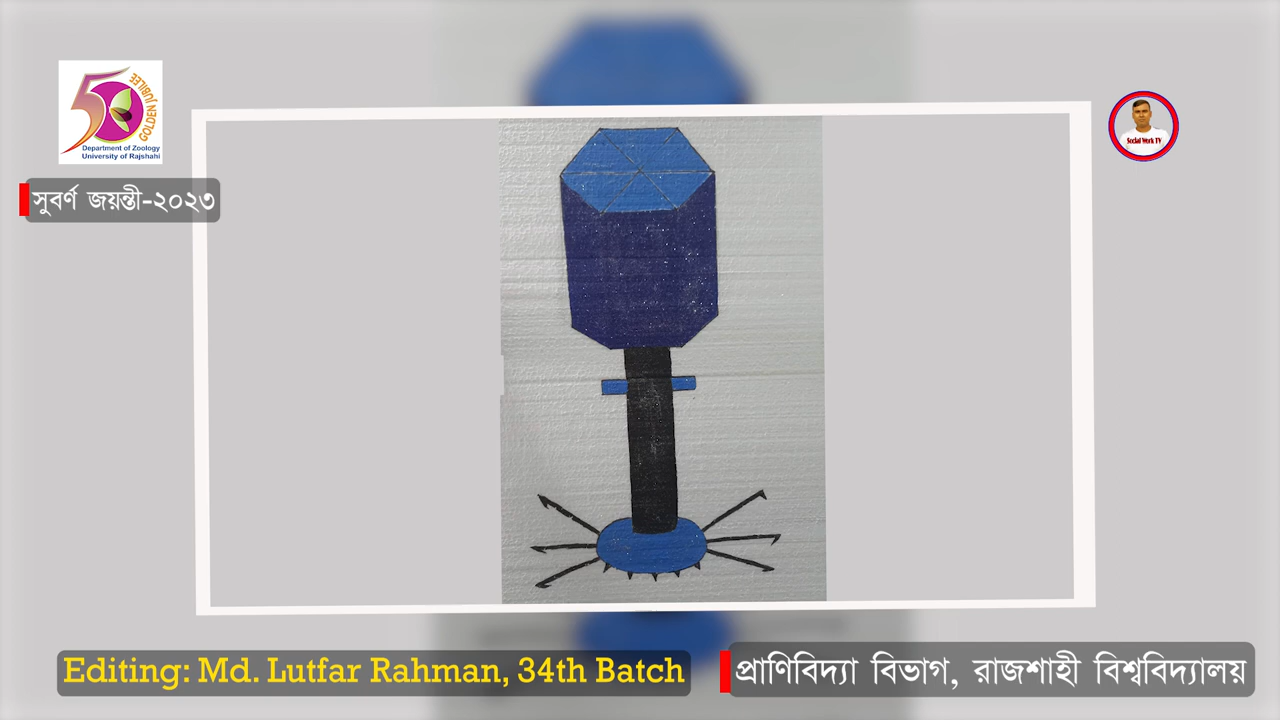 50
GOLDEN JUBILEE
Department of Zoology
University of Rajshahi
Social Work TV
সুবর্ণ জয়ন্তী-২০২৩
Editing: Md. Lutfar Rahman, 34th Batch
প্রাণিবিদ্যা বিভাগ, রাজশাহী বিশ্ববিদ্যালয়